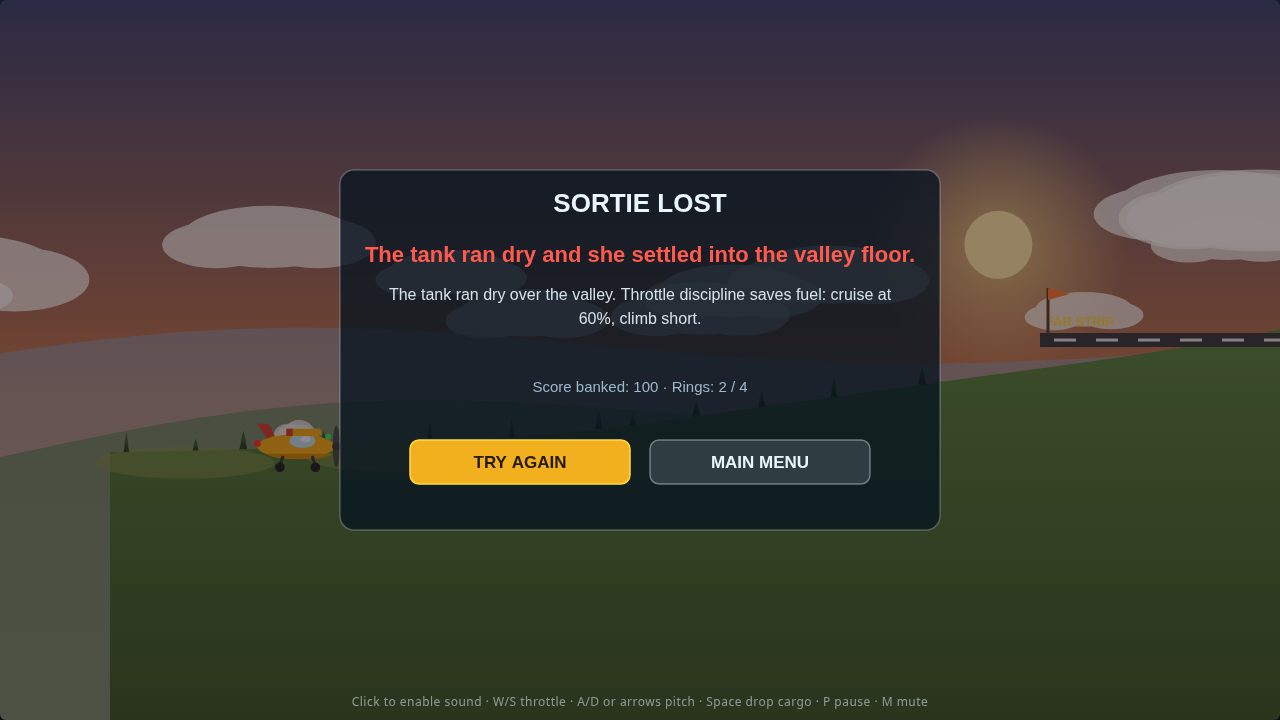 SORTIE LOST
The tank ran dry and she settled into the valley floor.
The tank ran dry over the valley. Throttle discipline saves fuel: cruise at
60%, climb short.
FAR STRIP
Score banked: 100 · Rings: 2 / 4
TRY AGAIN
MAIN MENU
Click to enable sound · W/S throttle · A/D or arrows pitch · Space drop cargo · P pause · M mute